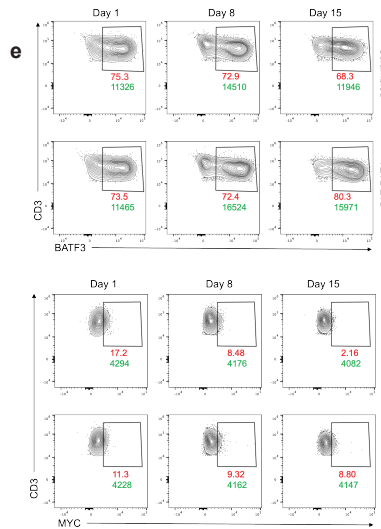 e
Day 1 Day 8 Day 15
75.3 72.9 68.3
11326 14510 11946
73.5 72.4 80.3
11465 16524 15971
CD3
BATF3
Day 1 Day 8 Day 15
17.2 8.48 2.16
4294 4176 4082
11.3 9.32 8.80
4228 4162 4147
CD3
MYC